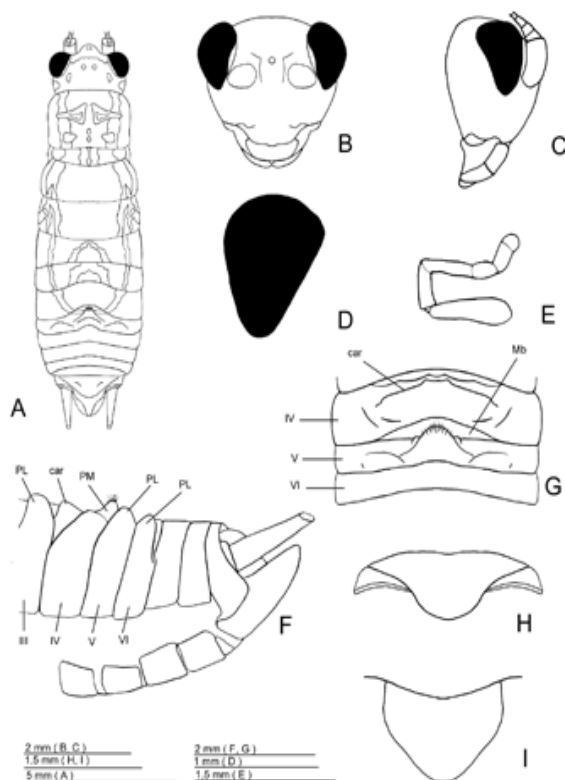 A
B
C
D
E
car
Mb
IV
V
VI
G
PL
car
PM
PL
PL
III
IV
V
VI
F
H
I
2 mm ( B, C )
1.5 mm ( H, I )
5 mm ( A )
2 mm ( F, G )
1 mm ( D )
1.5 mm ( E )